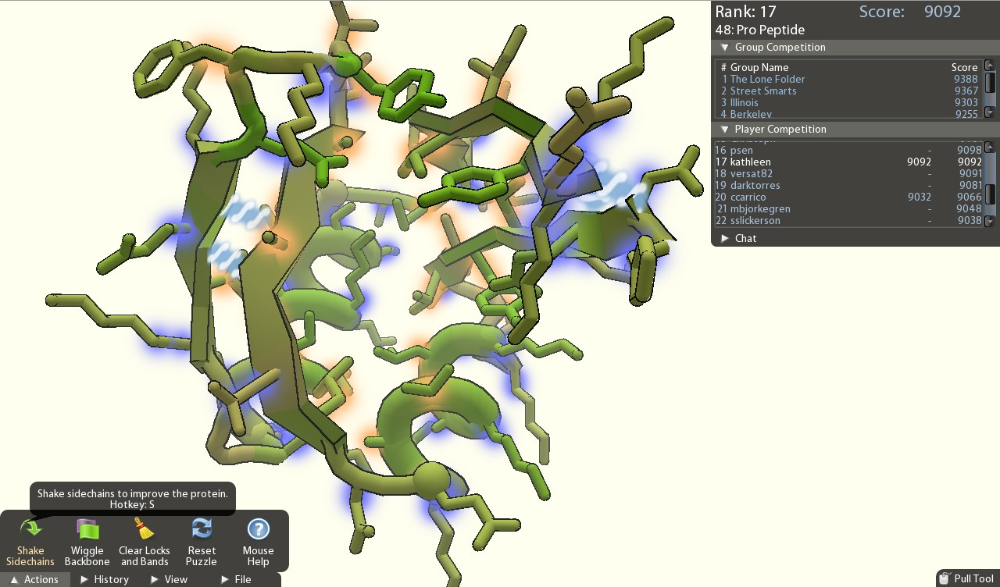 Rank: 17 Score: 9092
48: Pro Peptide
▼ Group Competition
# Group Name Score
1 The Lone Folder 9388
2 Street Smarts 9367
3 Illinois 9303
4 Berkeley 9255
▼ Player Competition
16 psen - 9098
17 kathleen 9092 9092
18 versat82 - 9091
19 darktorres - 9081
20 ccarrico 9032 9066
21 mbjorkegren - 9048
22 sslickerson - 9038
▶ Chat
Shake sidechains to improve the protein.
Hotkey: S
Shake Sidechains
Wiggle Backbone
Clear Locks and Bands
Reset Puzzle
Mouse Help
▲ Actions ▶ History ▶ View ▶ File
Pull Tool